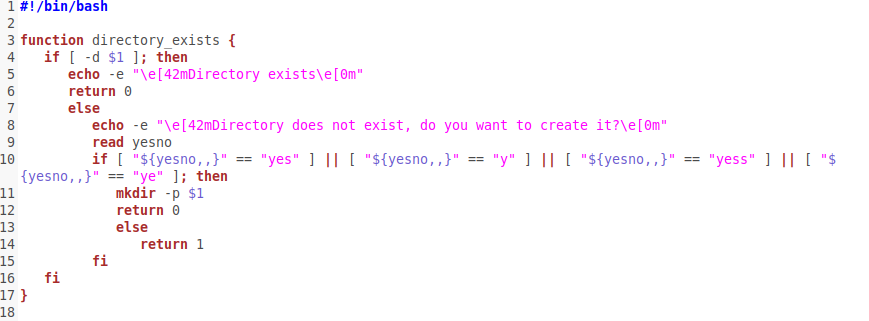 1 #!/bin/bash
2
3 function directory_exists {
4    if [ -d $1 ]; then
5       echo -e "\e[42mDirectory exists\e[0m"
6       return 0
7       else
8          echo -e "\e[42mDirectory does not exist, do you want to create it?\e[0m"
9          read yesno
10          if [ "${yesno,,}" == "yes" ] || [ "${yesno,,}" == "y" ] || [ "${yesno,,}" == "yess" ] || [ "$
{yesno,,}" == "ye" ]; then
11             mkdir -p $1
12             return 0
13             else
14                return 1
15          fi
16    fi
17 }
18